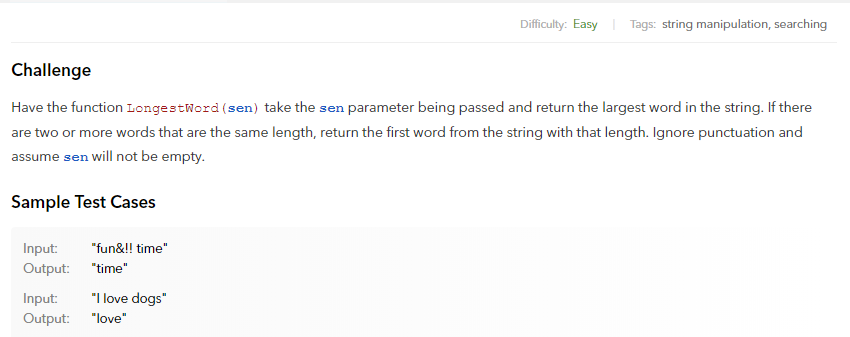 Difficulty: Easy | Tags: string manipulation, searching
Challenge
Have the function LongestWord(sen) take the sen parameter being passed and return the largest word in the string. If there
are two or more words that are the same length, return the first word from the string with that length. Ignore punctuation and
assume sen will not be empty.
Sample Test Cases
Input: "fun&!! time"
Output: "time"
Input: "I love dogs"
Output: "love"